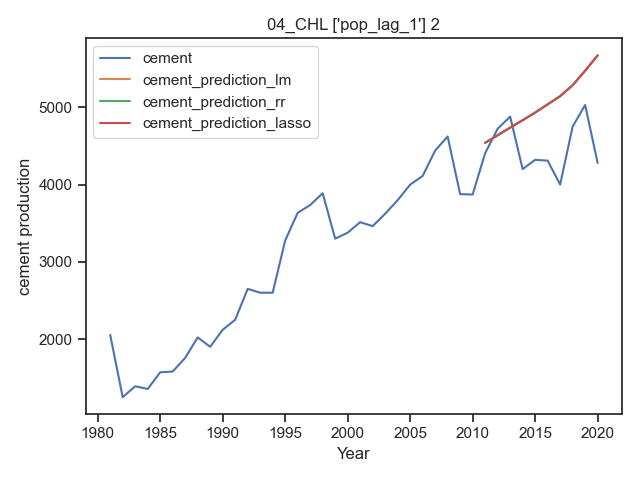 04_CHL ['pop_lag_1'] 2
cement
cement_prediction_lm
cement_prediction_rr
cement_prediction_lasso
cement production
5000
4000
3000
2000
1980 1985 1990 1995 2000 2005 2010 2015 2020
Year